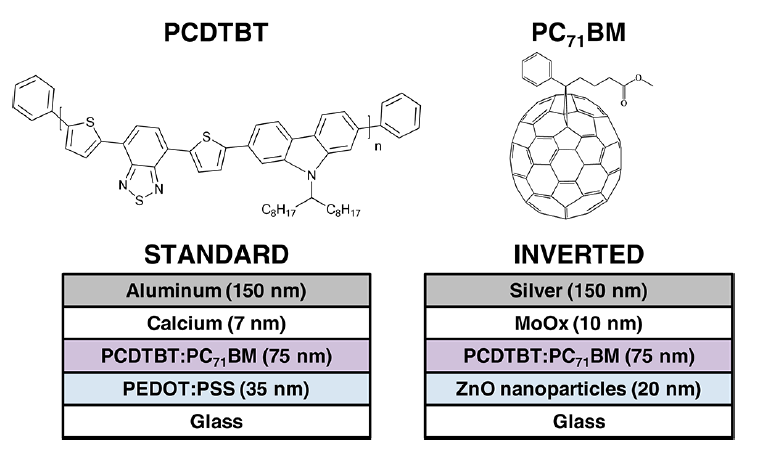 PCDTBT
PC71BM
S
S
N
S
N
N
n
C8H17
C8H17
O
O
STANDARD
Aluminum (150 nm)
Calcium (7 nm)
PCDTBT:PC71BM (75 nm)
PEDOT:PSS (35 nm)
Glass
INVERTED
Silver (150 nm)
MoOx (10 nm)
PCDTBT:PC71BM (75 nm)
ZnO nanoparticles (20 nm)
Glass